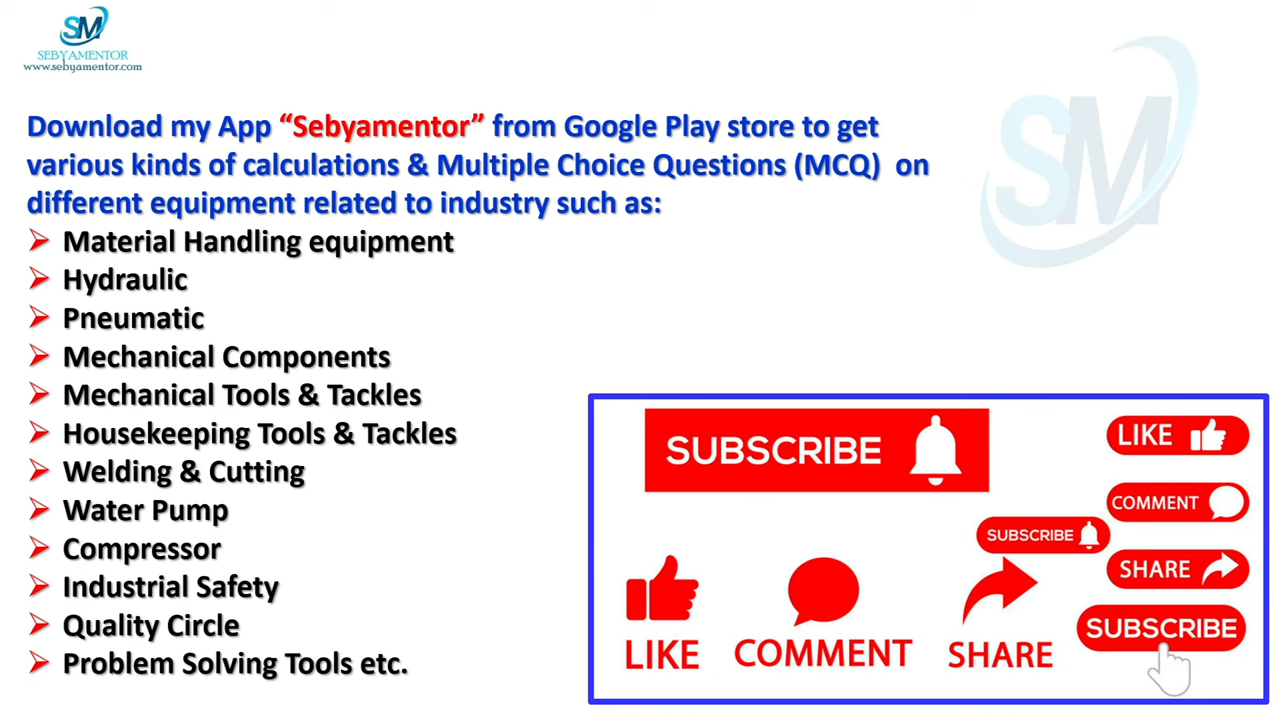 SM
SEBYAMENTOR
www.sebyamentor.com
SM
Download my App “Sebyamentor” from Google Play store to get
various kinds of calculations & Multiple Choice Questions (MCQ) on
different equipment related to industry such as:
Material Handling equipment
Hydraulic
Pneumatic
Mechanical Components
Mechanical Tools & Tackles
Housekeeping Tools & Tackles
Welding & Cutting
Water Pump
Compressor
Industrial Safety
Quality Circle
Problem Solving Tools etc.
SUBSCRIBE
LIKE
COMMENT
SHARE
SUBSCRIBE
LIKE
COMMENT
SHARE
SUBSCRIBE